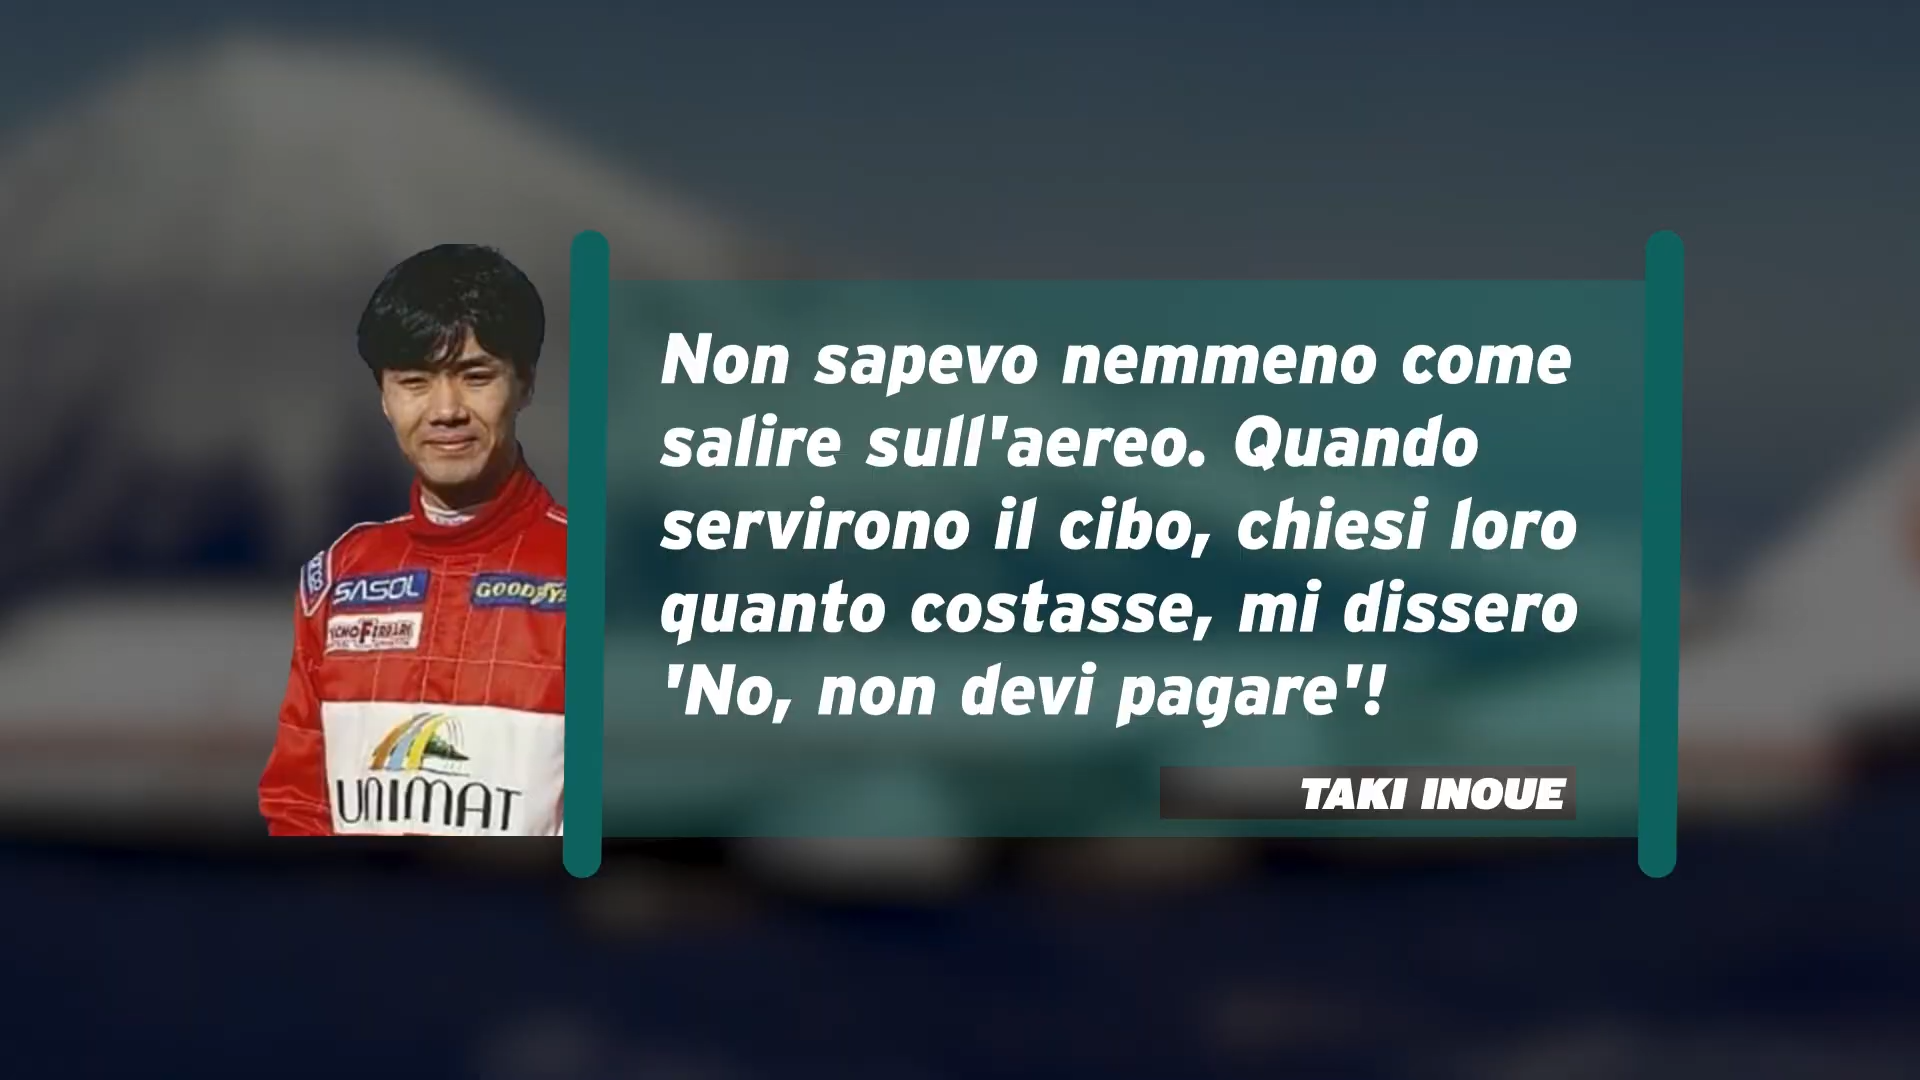 Non sapevo nemmeno come
salire sull'aereo. Quando
servirono il cibo, chiesi loro
quanto costasse, mi dissero
'No, non devi pagare'!
TAKI INOUE
SASOL
UNIMAT